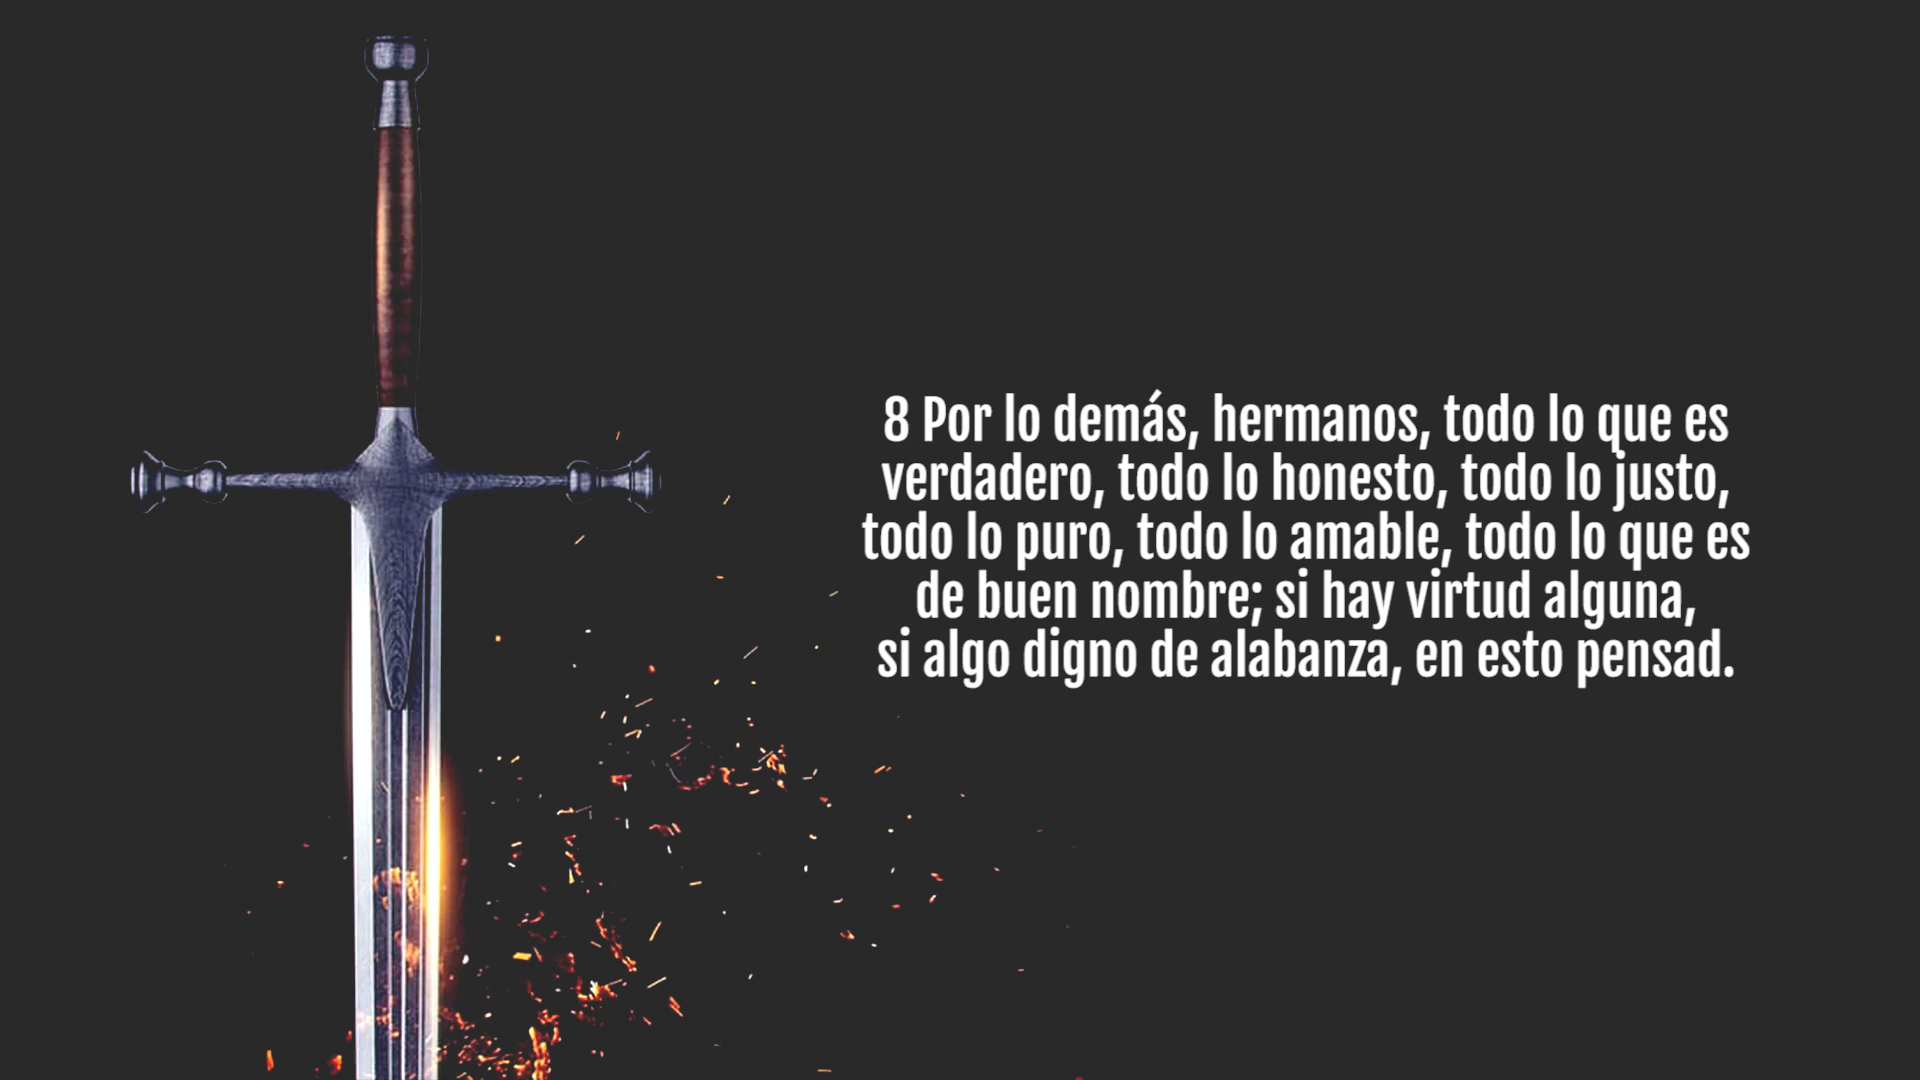 8 Por lo demás, hermanos, todo lo que es
verdadero, todo lo honesto, todo lo justo,
todo lo puro, todo lo amable, todo lo que es
de buen nombre; si hay virtud alguna,
si algo digno de alabanza, en esto pensad.